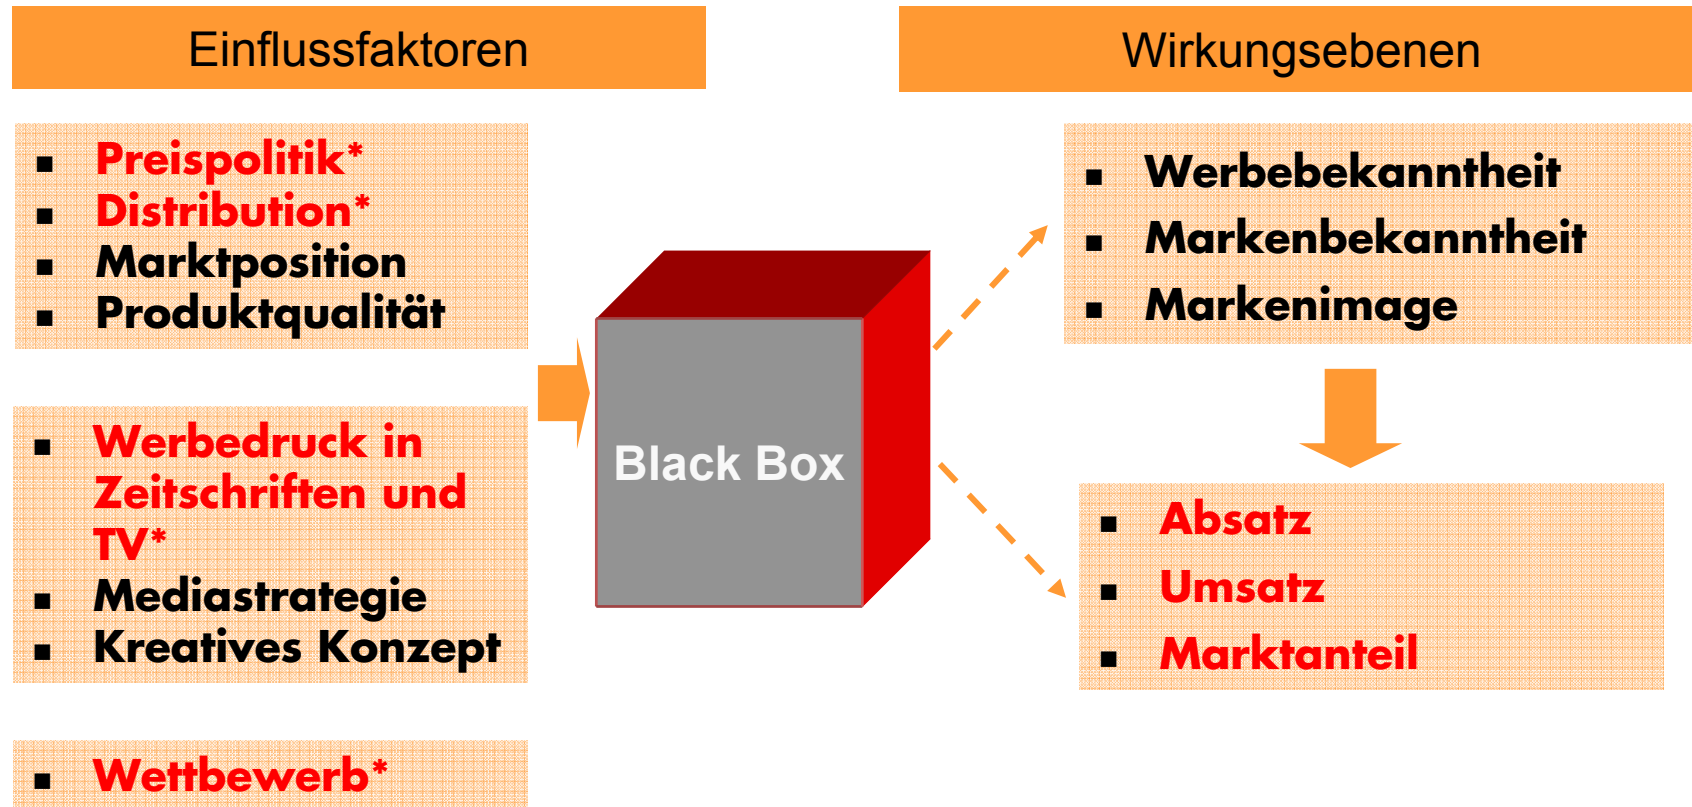 Einflussfaktoren
▪ Preispolitik*
▪ Distribution*
▪ Marktposition
▪ Produktqualität
▪ Werbedruck in
Zeitschriften und
TV*
▪ Mediastrategie
▪ Kreatives Konzept
▪ Wettbewerb*
Black Box
Wirkungsebenen
▪ Werbebekanntheit
▪ Markenbekanntheit
▪ Markenimage
▪ Absatz
▪ Umsatz
▪ Marktanteil